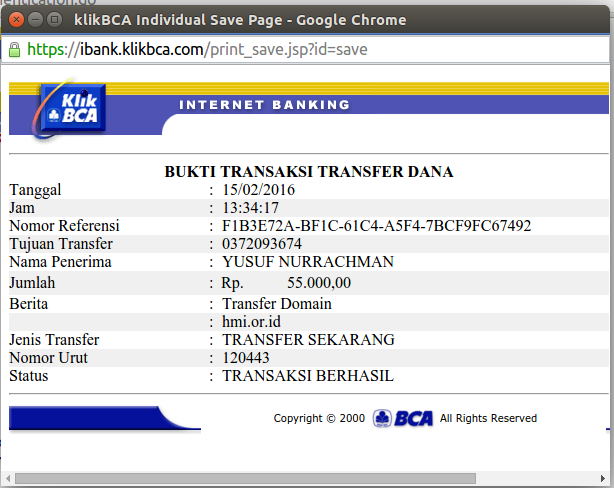 klikBCA Individual Save Page - Google Chrome
https://ibank.klikbca.com/print_save.jsp?id=save
Klik BCA
INTERNET BANKING
BUKTI TRANSAKSI TRANSFER DANA
Tanggal : 15/02/2016
Jam : 13:34:17
Nomor Referensi : F1B3E72A-BF1C-61C4-A5F4-7BCF9FC67492
Tujuan Transfer : 0372093674
Nama Penerima : YUSUF NURRACHMAN
Jumlah : Rp. 55.000,00
Berita : Transfer Domain
: hmi.or.id
Jenis Transfer : TRANSFER SEKARANG
Nomor Urut : 120443
Status : TRANSAKSI BERHASIL
Copyright © 2000 BCA All Rights Reserved